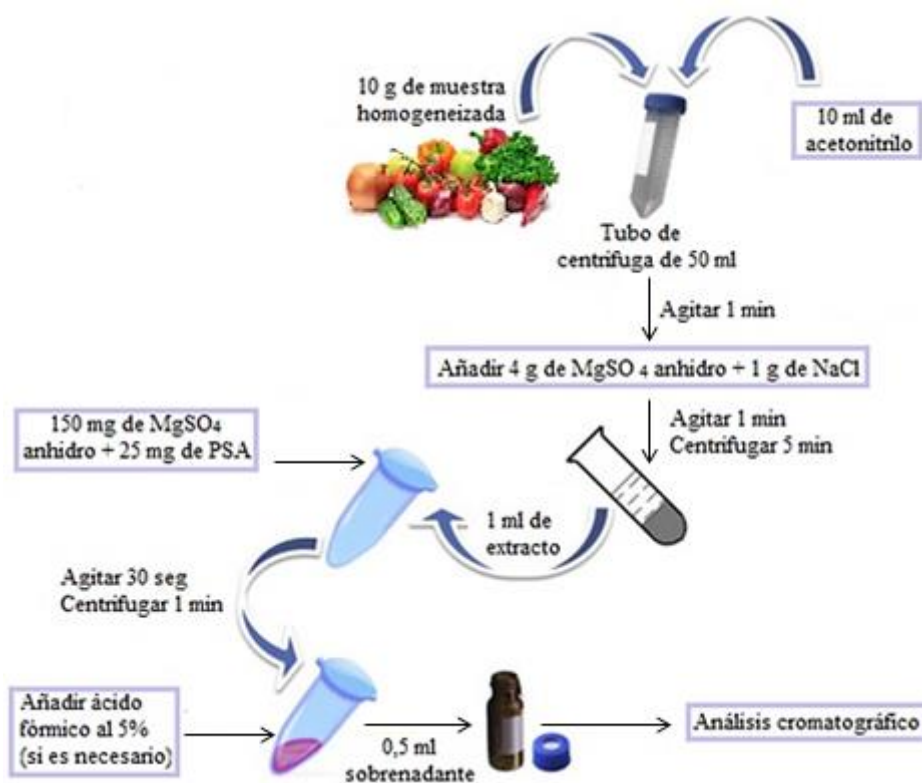 10 g de muestra
homogeneizada
10 ml de
acetonitrilo
Tubo de
centrifuga de 50 ml
Agitar 1 min
Añadir 4 g de MgSO 4 anhidro + 1 g de NaCl
Agitar 1 min
Centrifugar 5 min
150 mg de MgSO4
anhidro + 25 mg de PSA
1 ml de
extracto
Agitar 30 seg
Centrifugar 1 min
Añadir ácido
fórmico al 5%
(si es necesario)
0,5 ml
sobrenadante
Análisis cromatográfico